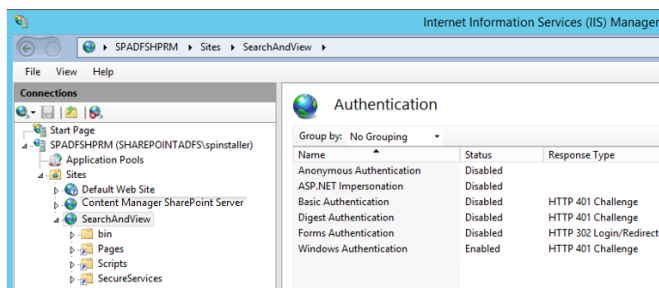 Internet Information Services (IIS) Manager
SPADFSHPRM ▸ Sites ▸ SearchAndView ▸
File View Help
Connections
Start Page
SPADFSHPRM (SHAREPOINTADFS\spinstaller)
Application Pools
Sites
Default Web Site
Content Manager SharePoint Server
SearchAndView
bin
Pages
Scripts
SecureServices
Authentication
Group by: No Grouping
Name Status Response Type
Anonymous Authentication Disabled
ASP.NET Impersonation Disabled
Basic Authentication Disabled HTTP 401 Challenge
Digest Authentication Disabled HTTP 401 Challenge
Forms Authentication Disabled HTTP 302 Login/Redirect
Windows Authentication Enabled HTTP 401 Challenge